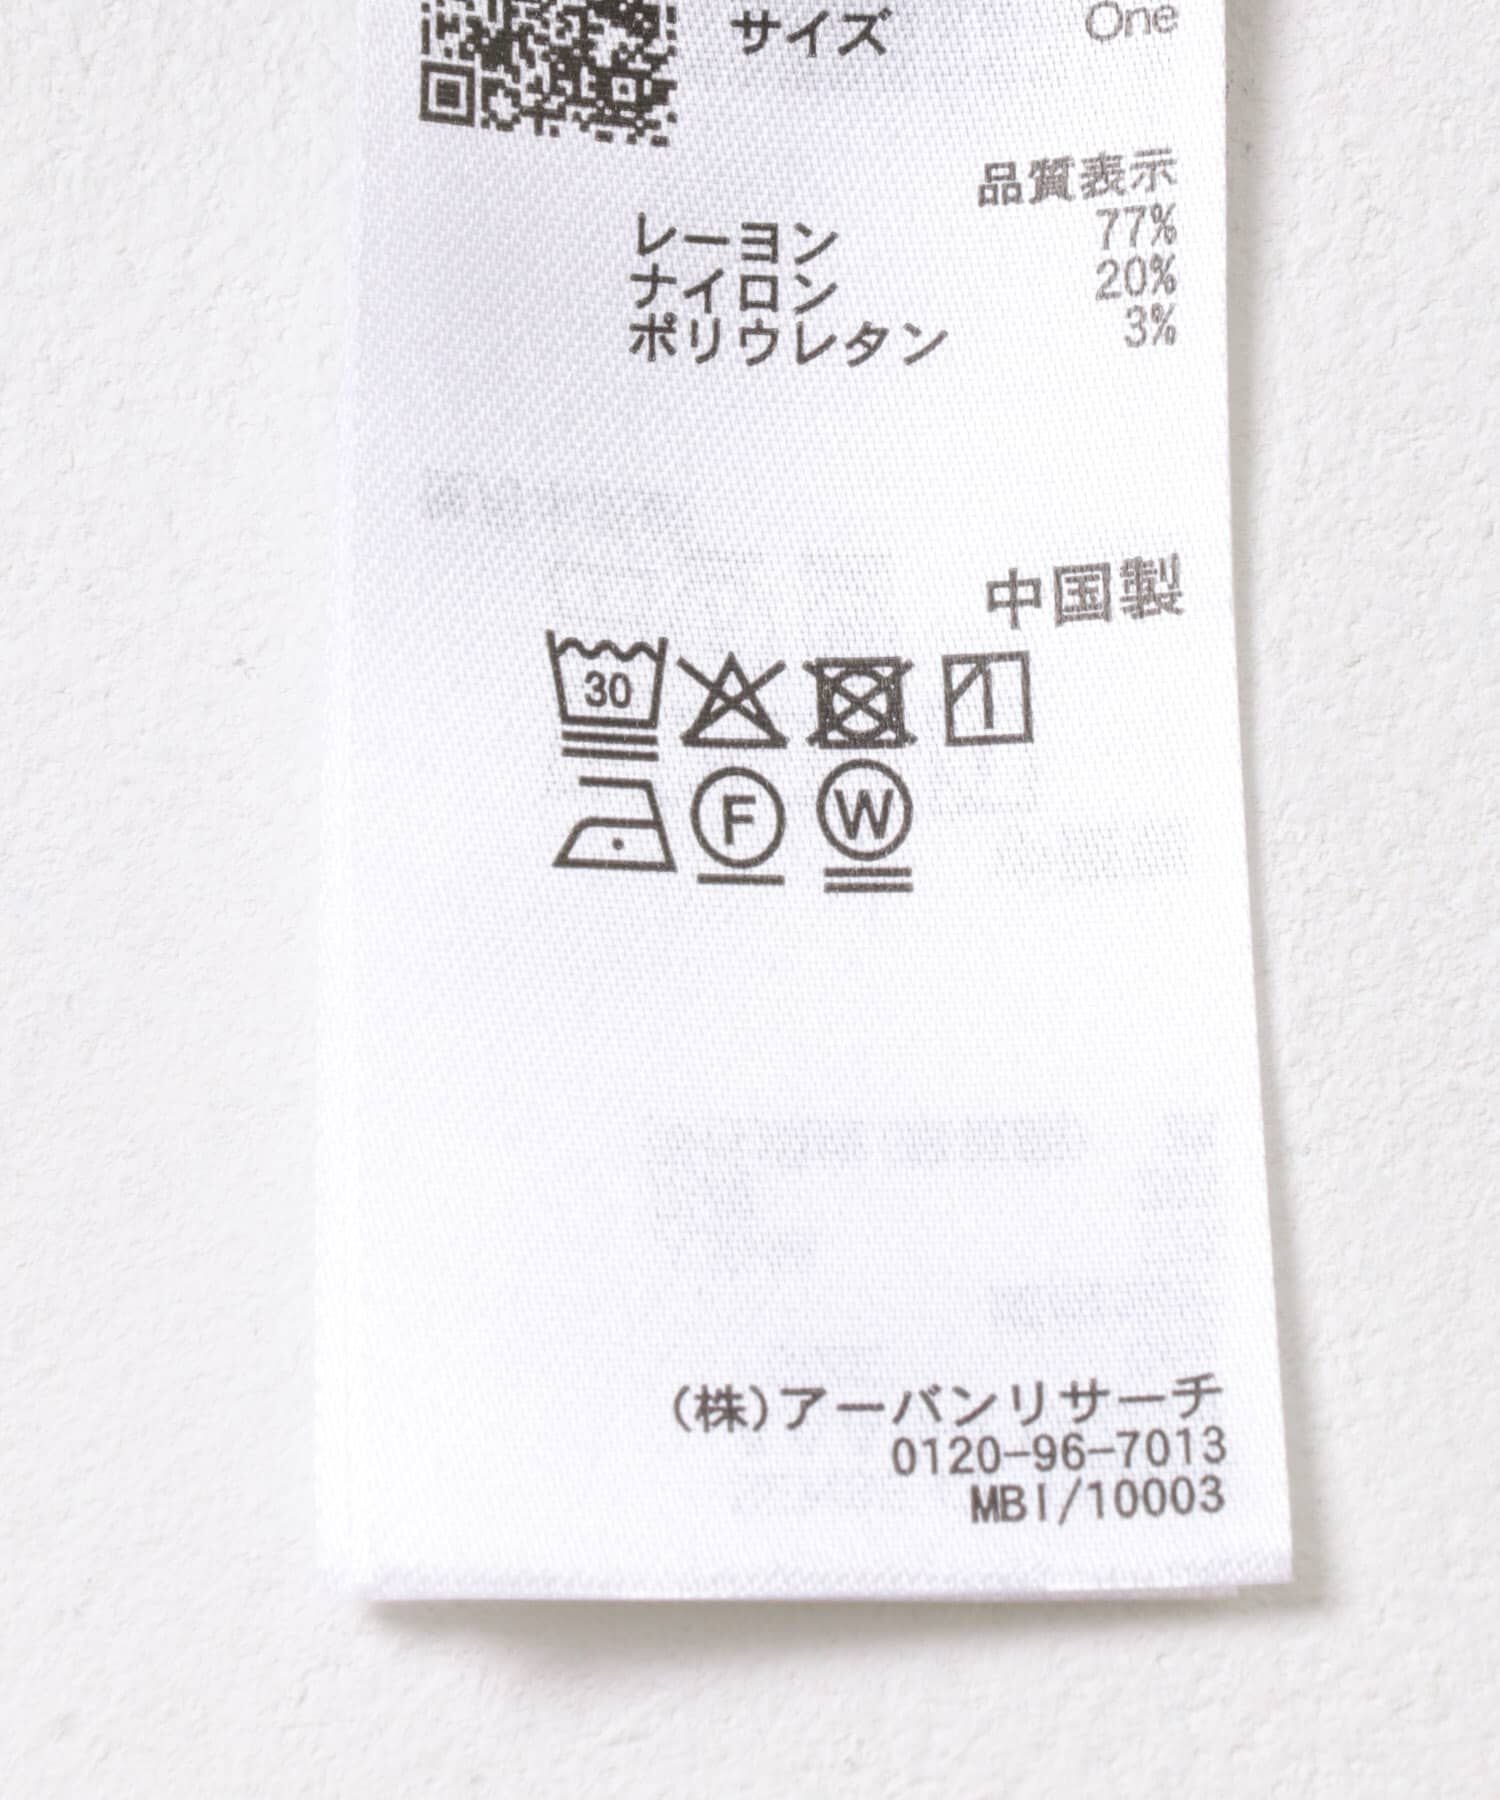 サイズ One
品質表示
レーヨン 77%
ナイロン 20%
ポリウレタン 3%
中国製
30
F W
(株)アーバンリサーチ
0120-96-7013
MBI/10003